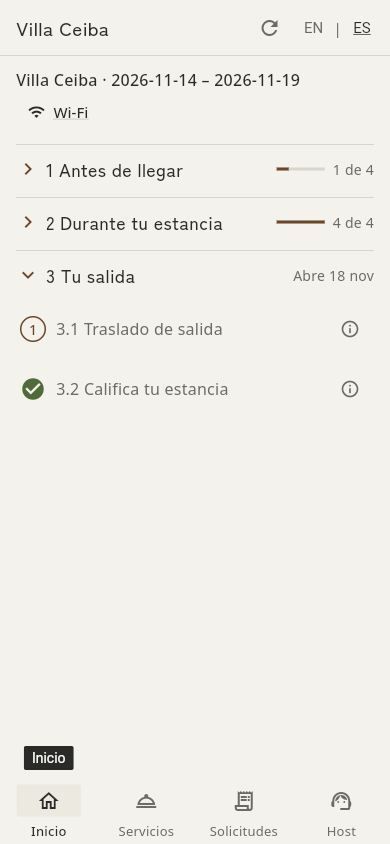 Villa Ceiba
EN | ES
Villa Ceiba · 2026-11-14 – 2026-11-19
Wi-Fi
1 Antes de llegar 1 de 4
2 Durante tu estancia 4 de 4
3 Tu salida Abre 18 nov
1 3.1 Traslado de salida
3.2 Califica tu estancia
Inicio
Inicio Servicios Solicitudes Host